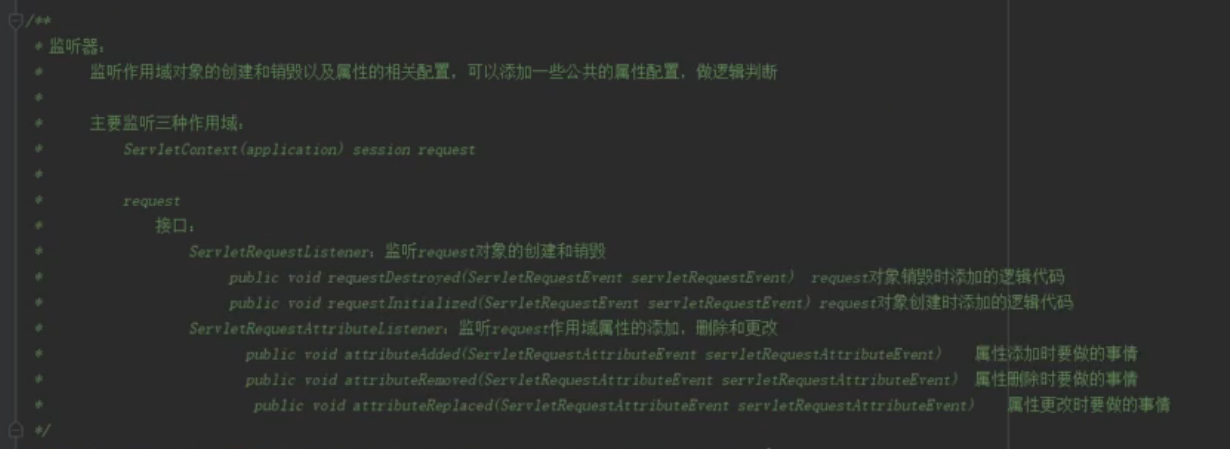 /**
* 监听器：
* 监听作用域对象的创建和销毁以及属性的相关配置，可以添加一些公共的属性配置，做逻辑判断
*
* 主要监听三种作用域：
* ServletContext(application) session request
*
* request
* 接口：
* ServletRequestListener：监听request对象的创建和销毁
* public void requestDestroyed(ServletRequestEvent servletRequestEvent) request对象销毁时添加的逻辑代码
* public void requestInitialized(ServletRequestEvent servletRequestEvent) request对象创建时添加的逻辑代码
* ServletRequestAttributeListener：监听request作用域属性的添加，删除和更改
* public void attributeAdded(ServletRequestAttributeEvent servletRequestAttributeEvent) 属性添加时要做的事情
* public void attributeRemoved(ServletRequestAttributeEvent servletRequestAttributeEvent) 属性删除时要做的事情
* public void attributeReplaced(ServletRequestAttributeEvent servletRequestAttributeEvent) 属性更改时要做的事情
*/